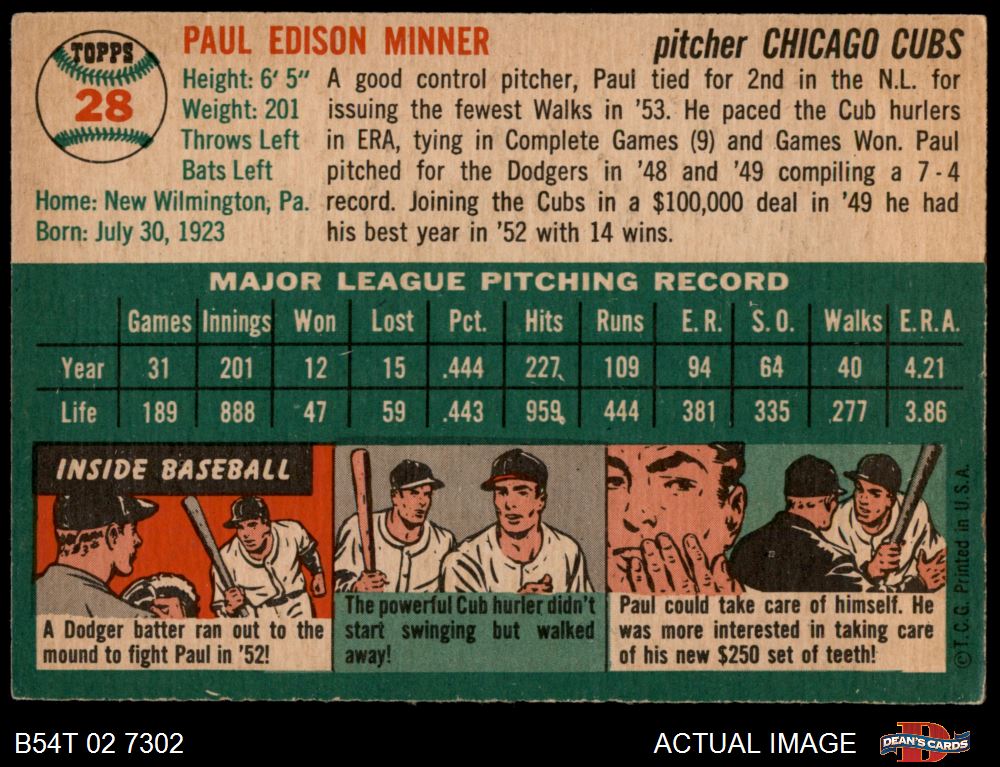 TOPPS
28
PAUL EDISON MINNER
pitcher CHICAGO CUBS
Height: 6' 5"
Weight: 201
Throws Left
Bats Left
Home: New Wilmington, Pa.
Born: July 30, 1923
A good control pitcher, Paul tied for 2nd in the N.L. for
issuing the fewest Walks in '53. He paced the Cub hurlers
in ERA, tying in Complete Games (9) and Games Won. Paul
pitched for the Dodgers in '48 and '49 compiling a 7-4
record. Joining the Cubs in a $100,000 deal in '49 he had
his best year in '52 with 14 wins.
MAJOR LEAGUE PITCHING RECORD
Games Innings Won Lost Pct. Hits Runs E.R. S.O. Walks E.R.A.
Year 31 201 12 15 .444 227 109 94 64 40 4.21
Life 189 888 47 59 .443 959 444 381 335 277 3.86
INSIDE BASEBALL
A Dodger batter ran out to the
mound to fight Paul in '52!
The powerful Cub hurler didn't
start swinging but walked
away!
Paul could take care of himself. He
was more interested in taking care
of his new $250 set of teeth!
© T.C.G. Printed in U.S.A.
B54T 02 7302
ACTUAL IMAGE
DEAN'S CARDS